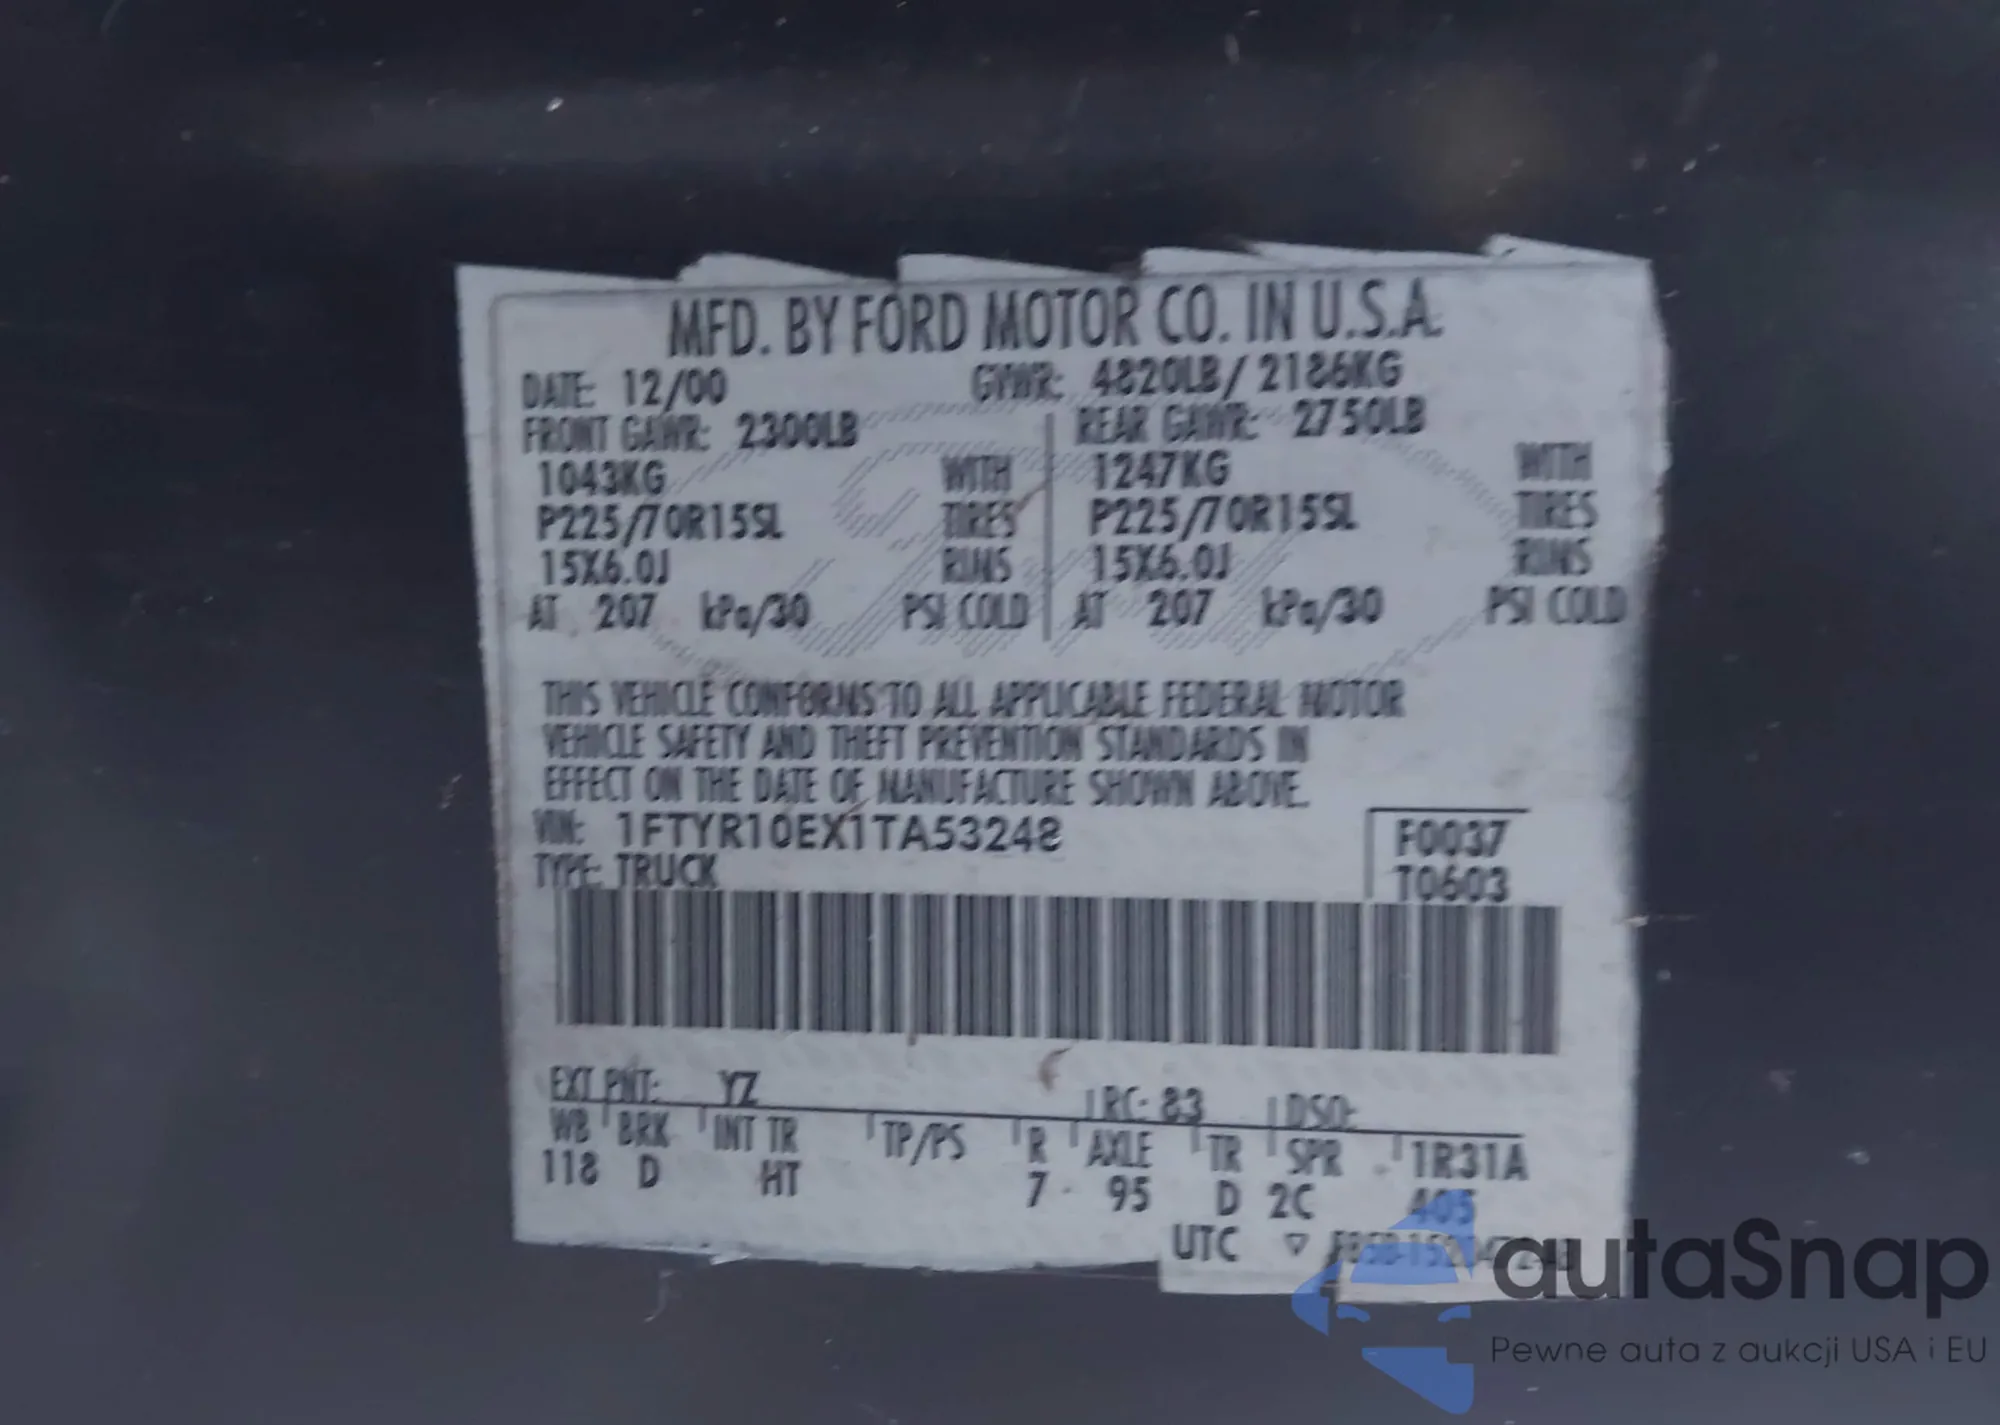 MFD. BY FORD MOTOR CO. IN U.S.A.
DATE: 12/00 GVWR: 4820LB/2186KG
FRONT GAWR: 2300LB REAR GAWR: 2750LB
1043KG WITH 1247KG WITH
P225/70R15SL TIRES P225/70R15SL TIRES
15X6.0J RIMS 15X6.0J RIMS
AT 207 kPa/30 PSI COLD AT 207 kPa/30 PSI COLD
THIS VEHICLE CONFORMS TO ALL APPLICABLE FEDERAL MOTOR
VEHICLE SAFETY AND THEFT PREVENTION STANDARDS IN
EFFECT ON THE DATE OF MANUFACTURE SHOWN ABOVE.
VIN: 1FTYR10EX1TA53248 F0037
TYPE: TRUCK T0603
EXT PNT: YZ RC: 83 DSO:
WB BRK INT TR TP/PS R AXLE TR SPR 1R31A
118 D HT 7 95 D 2C 405
UTC ▽
autaSnap
Pewne auta z aukcji USA i EU